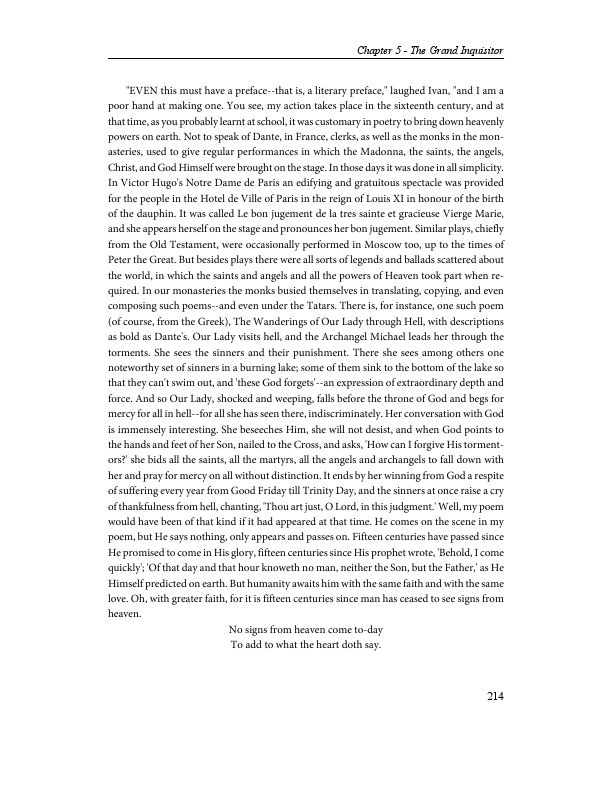 Chapter 5 - The Grand Inquisitor
"EVEN this must have a preface--that is, a literary preface," laughed Ivan, "and I am a
poor hand at making one. You see, my action takes place in the sixteenth century, and at
that time, as you probably learnt at school, it was customary in poetry to bring down heavenly
powers on earth. Not to speak of Dante, in France, clerks, as well as the monks in the mon-
asteries, used to give regular performances in which the Madonna, the saints, the angels,
Christ, and God Himself were brought on the stage. In those days it was done in all simplicity.
In Victor Hugo's Notre Dame de Paris an edifying and gratuitous spectacle was provided
for the people in the Hotel de Ville of Paris in the reign of Louis XI in honour of the birth
of the dauphin. It was called Le bon jugement de la tres sainte et gracieuse Vierge Marie,
and she appears herself on the stage and pronounces her bon jugement. Similar plays, chiefly
from the Old Testament, were occasionally performed in Moscow too, up to the times of
Peter the Great. But besides plays there were all sorts of legends and ballads scattered about
the world, in which the saints and angels and all the powers of Heaven took part when re-
quired. In our monasteries the monks busied themselves in translating, copying, and even
composing such poems--and even under the Tatars. There is, for instance, one such poem
(of course, from the Greek), The Wanderings of Our Lady through Hell, with descriptions
as bold as Dante's. Our Lady visits hell, and the Archangel Michael leads her through the
torments. She sees the sinners and their punishment. There she sees among others one
noteworthy set of sinners in a burning lake; some of them sink to the bottom of the lake so
that they can't swim out, and 'these God forgets'--an expression of extraordinary depth and
force. And so Our Lady, shocked and weeping, falls before the throne of God and begs for
mercy for all in hell--for all she has seen there, indiscriminately. Her conversation with God
is immensely interesting. She beseeches Him, she will not desist, and when God points to
the hands and feet of her Son, nailed to the Cross, and asks, 'How can I forgive His torment-
ors?' she bids all the saints, all the martyrs, all the angels and archangels to fall down with
her and pray for mercy on all without distinction. It ends by her winning from God a respite
of suffering every year from Good Friday till Trinity Day, and the sinners at once raise a cry
of thankfulness from hell, chanting, 'Thou art just, O Lord, in this judgment.' Well, my poem
would have been of that kind if it had appeared at that time. He comes on the scene in my
poem, but He says nothing, only appears and passes on. Fifteen centuries have passed since
He promised to come in His glory, fifteen centuries since His prophet wrote, 'Behold, I come
quickly'; 'Of that day and that hour knoweth no man, neither the Son, but the Father,' as He
Himself predicted on earth. But humanity awaits him with the same faith and with the same
love. Oh, with greater faith, for it is fifteen centuries since man has ceased to see signs from
heaven.
No signs from heaven come to-day
To add to what the heart doth say.
214